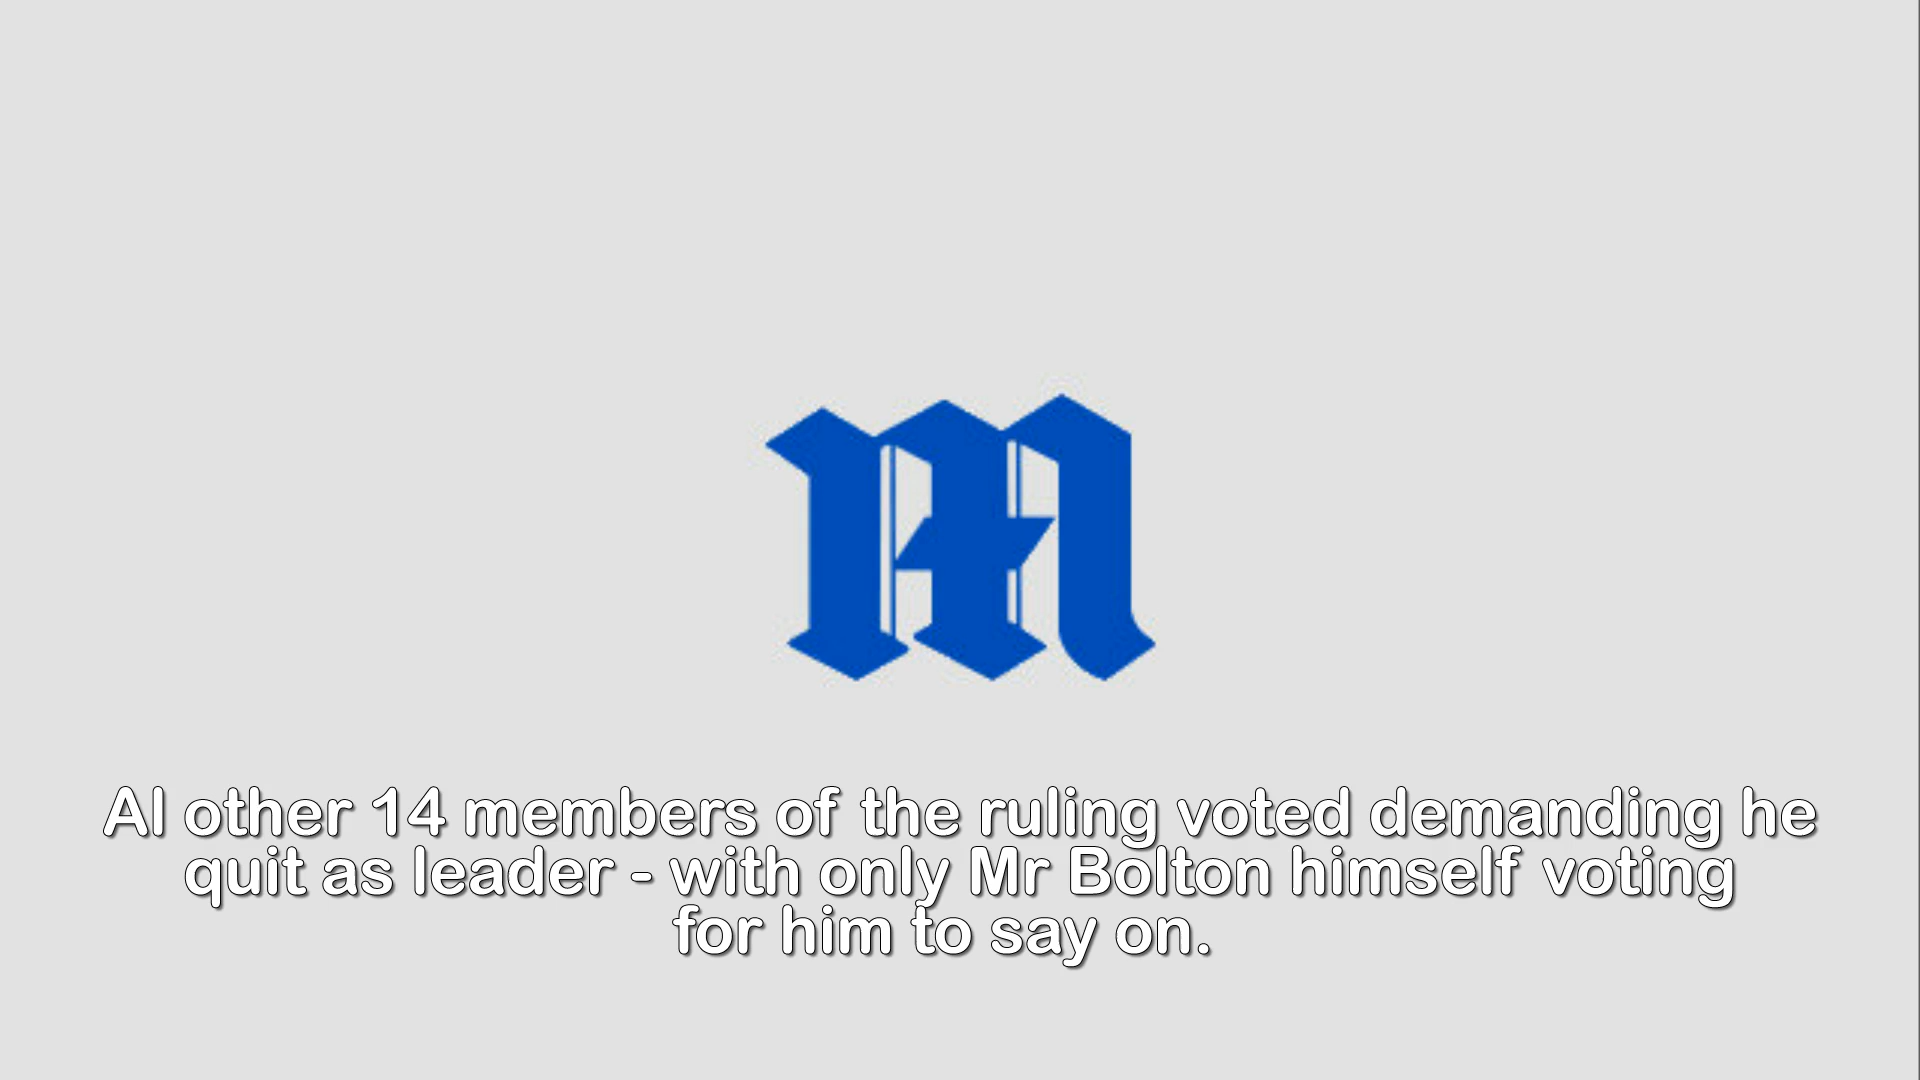 Al other 14 members of the ruling voted demanding he
quit as leader - with only Mr Bolton himself voting
for him to say on.